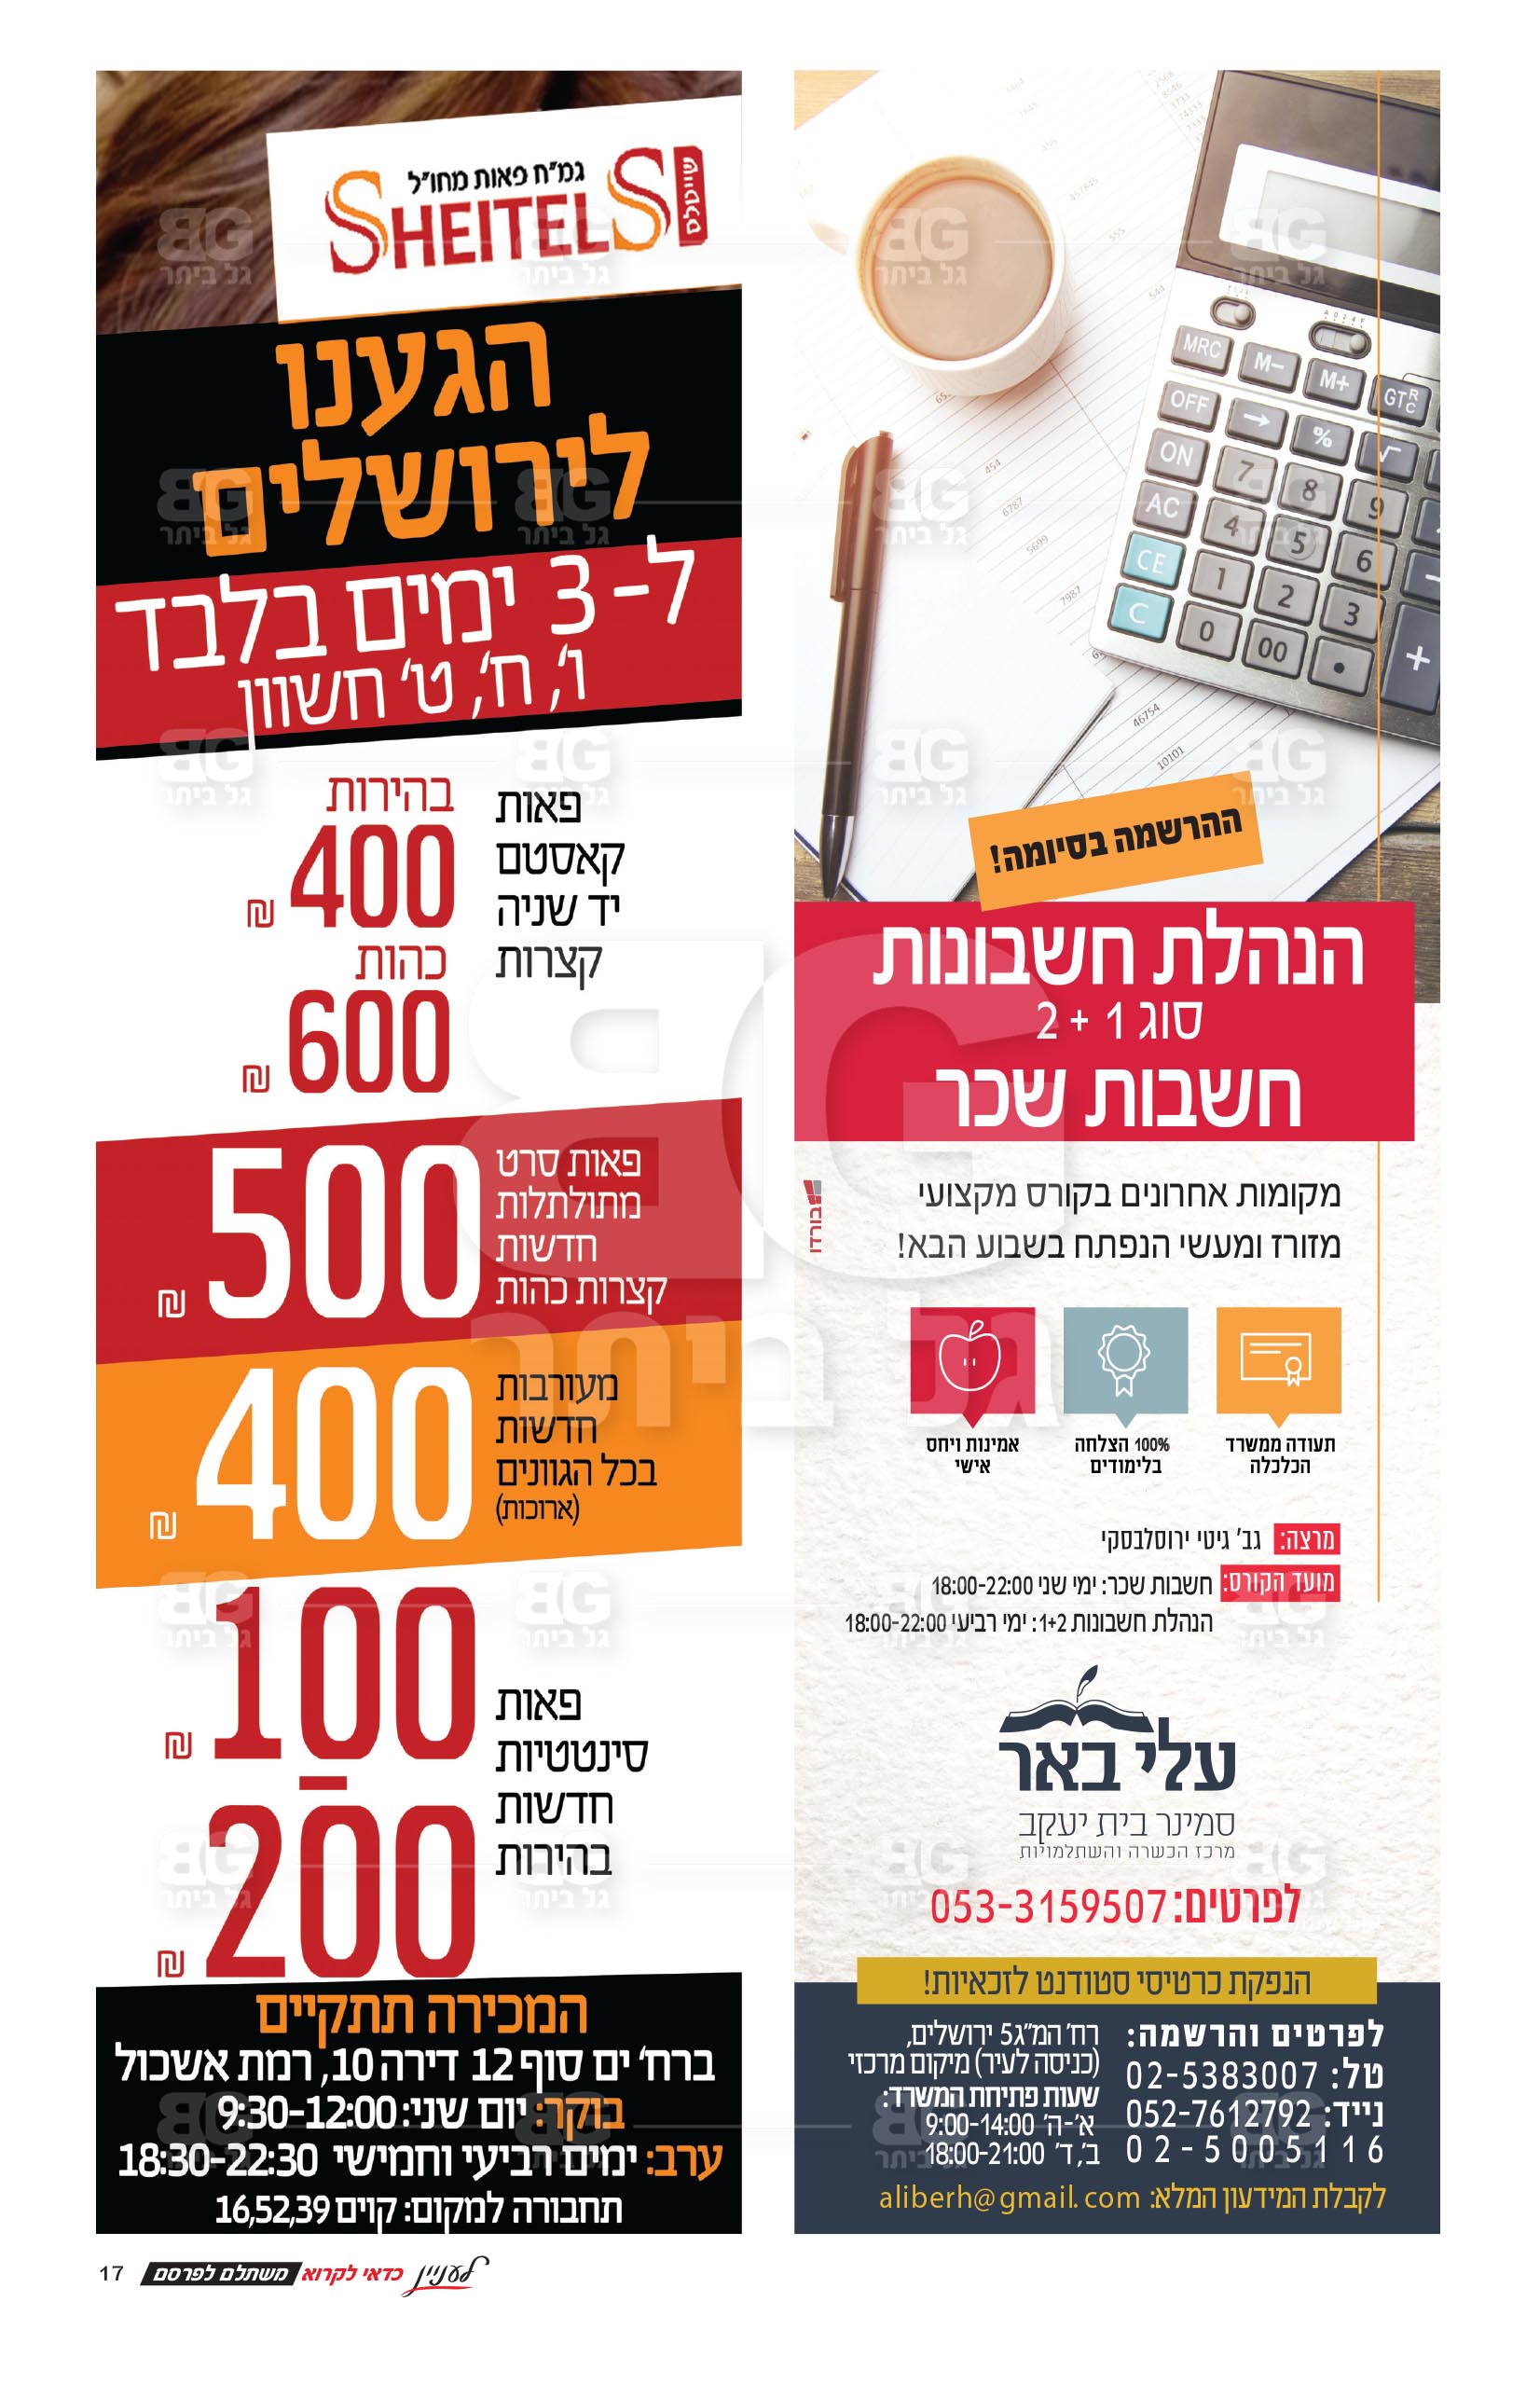 הההרשמה בסיומה!
הנהלת חשבונות
סוג 1 + 2
חשבות שכר
מקומות אחרונים בקורס מקצועי
מזורז ומעשי הנפתח בשבוע הבא!
בורדו
תעודה ממשרד
הכלכלה
100% הצלחה
בלימודים
אמינות ויחס
אישי
מרצה: גב' גיטי ירוסלבסקי
מועד הקורס: חשבות שכר: ימי שני 18:00-22:00
הנהלת חשבונות 1+2: ימי רביעי 18:00-22:00
עלי באר
סמינר בית יעקב
מרכז הכשרה והשתלמויות
לפרטים: 053-3159507
הנפקת כרטיסי סטודנט לזכאיות!
לפרטים והרשמה:
טל: 02-5383007
נייד: 052-7612792
02-5005116
רח' המ"ג 5 ירושלים,
(כניסה לעיר) מיקום מרכזי
שעות פתיחת המשרד:
א'-ה' 9:00-14:00
ב', ד' 18:00-21:00
לקבלת המידעון המלא: aliberh@gmail.com
גמ"ח פאות מחו"ל
SHEITELS
שייטלס
הגענו
לירושלים
ל- 3 ימים בלבד
ו', ח', ט' חשוון
פאות
קאסטם
יד שניה
קצרות
בהירות
400 ₪
כהות
600 ₪
פאות סרט
מתולתלות
חדשות
קצרות כהות
500 ₪
מעורבות
חדשות
בכל הגוונים
(ארוכות)
400 ₪
פאות
סינטטיות
חדשות
בהירות
100 ₪
–
200 ₪
המכירה תתקיים
ברח' ים סוף 12 דירה 10, רמת אשכול
בוקר: יום שני: 9:30-12:00
ערב: ימים רביעי וחמישי 18:30-22:30
תחבורה למקום: קוים 16,52,39
לעניין כדאי לקרוא משתלם לפרסם 17
BG
גל ביתר